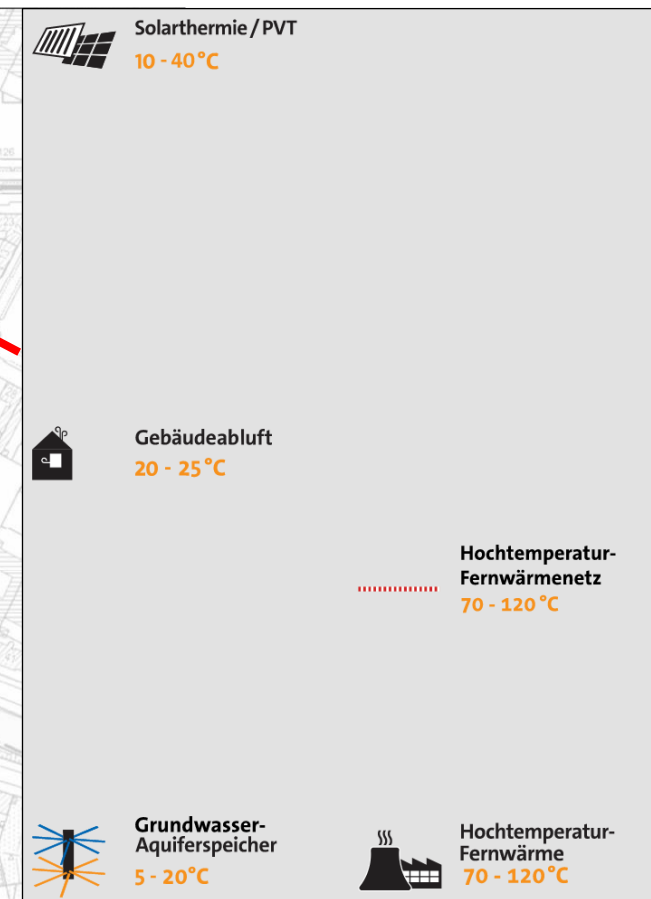 Solarthermie / PVT
10 - 40 °C
Gebäudeabluft
20 - 25 °C
Hochtemperatur-
Fernwärmenetz
70 - 120 °C
Grundwasser-
Aquiferspeicher
5 - 20°C
Hochtemperatur-
Fernwärme
70 - 120 °C